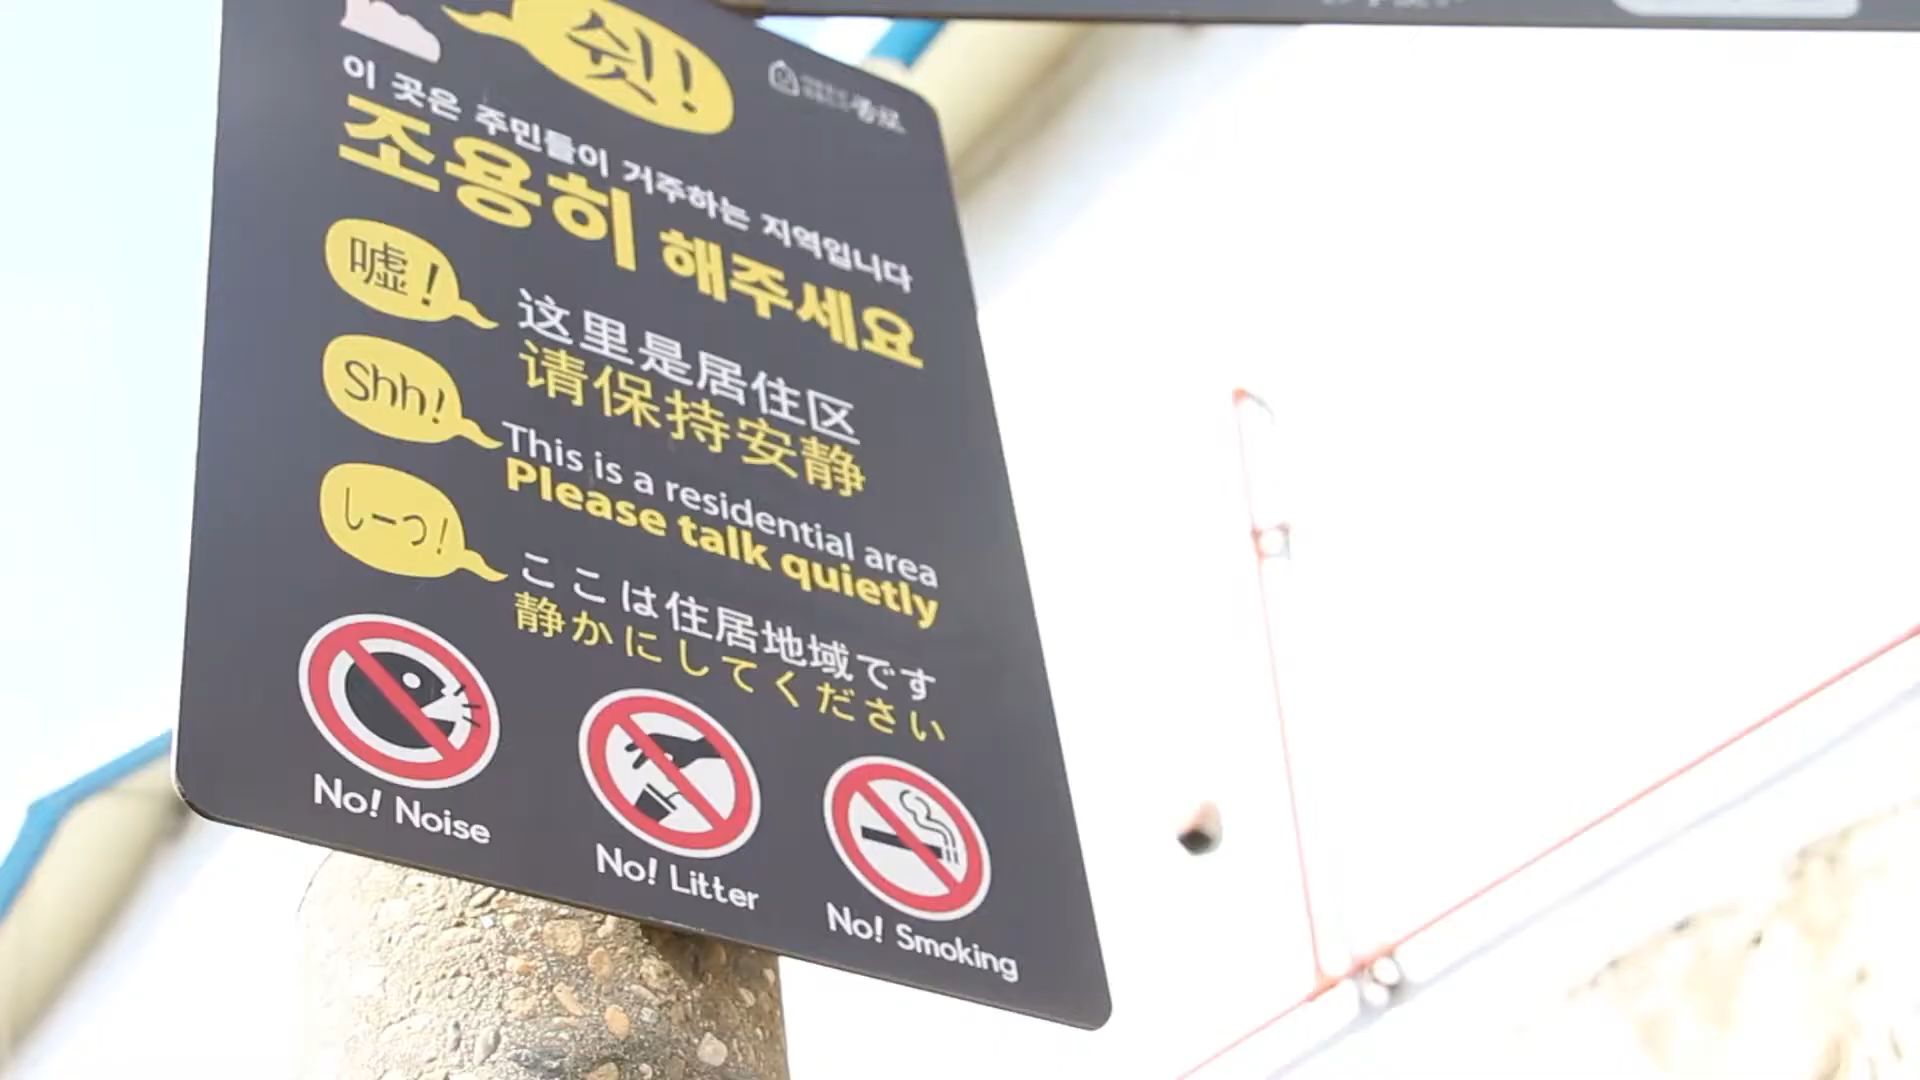 쉿!
종로
이 곳은 주민들이 거주하는 지역입니다
조용히 해주세요
嘘!
这里是居住区
请保持安静
Shh!
This is a residential area
Please talk quietly
しーっ!
ここは住居地域です
静かにしてください
No! Noise
No! Litter
No! Smoking